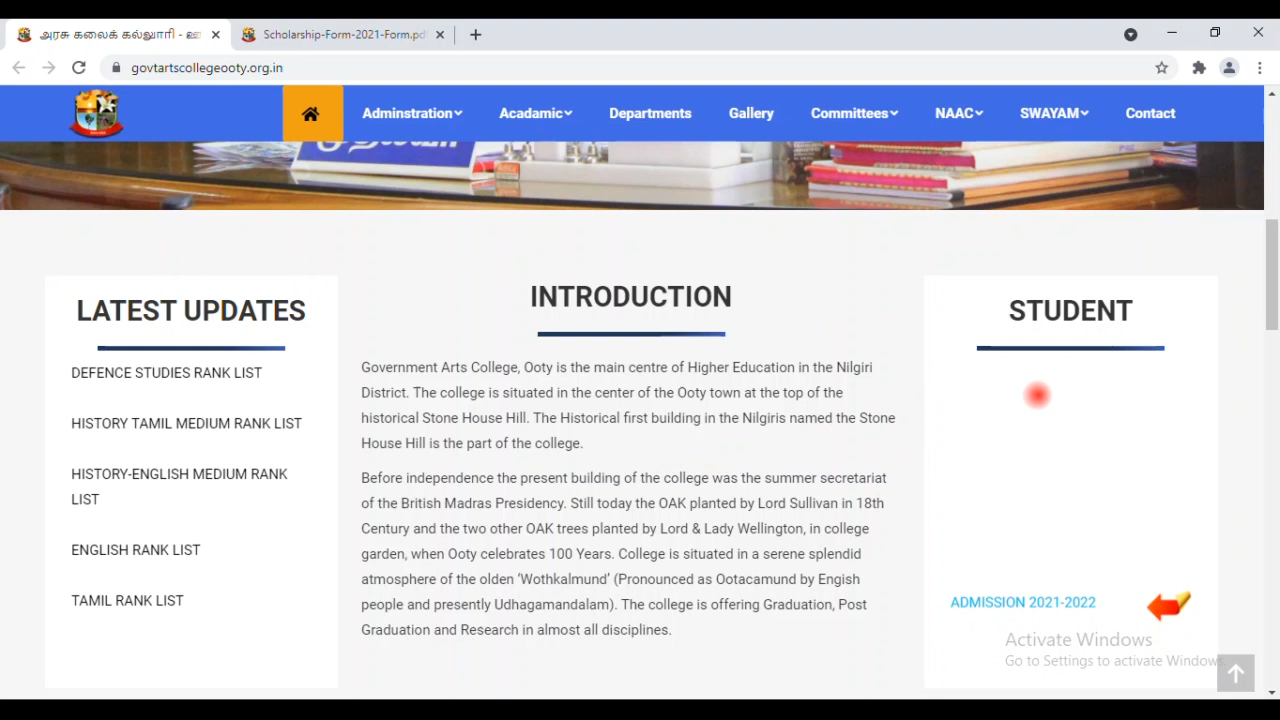 அரசு கலைக் கல்லூரி - ஊ
Scholarship-Form-2021-Form.pd
govtartscollegeooty.org.in
Adminstration Acadamic Departments Gallery Committees NAAC SWAYAM Contact
LATEST UPDATES
DEFENCE STUDIES RANK LIST
HISTORY TAMIL MEDIUM RANK LIST
HISTORY-ENGLISH MEDIUM RANK
LIST
ENGLISH RANK LIST
TAMIL RANK LIST
INTRODUCTION
Government Arts College, Ooty is the main centre of Higher Education in the Nilgiri
District. The college is situated in the center of the Ooty town at the top of the
historical Stone House Hill. The Historical first building in the Nilgiris named the Stone
House Hill is the part of the college.
Before independence the present building of the college was the summer secretariat
of the British Madras Presidency. Still today the OAK planted by Lord Sullivan in 18th
Century and the two other OAK trees planted by Lord & Lady Wellington, in college
garden, when Ooty celebrates 100 Years. College is situated in a serene splendid
atmosphere of the olden ‘Wothkalmund’ (Pronounced as Ootacamund by Engish
people and presently Udhagamandalam). The college is offering Graduation, Post
Graduation and Research in almost all disciplines.
STUDENT
ADMISSION 2021-2022
Activate Windows
Go to Settings to activate Windows.